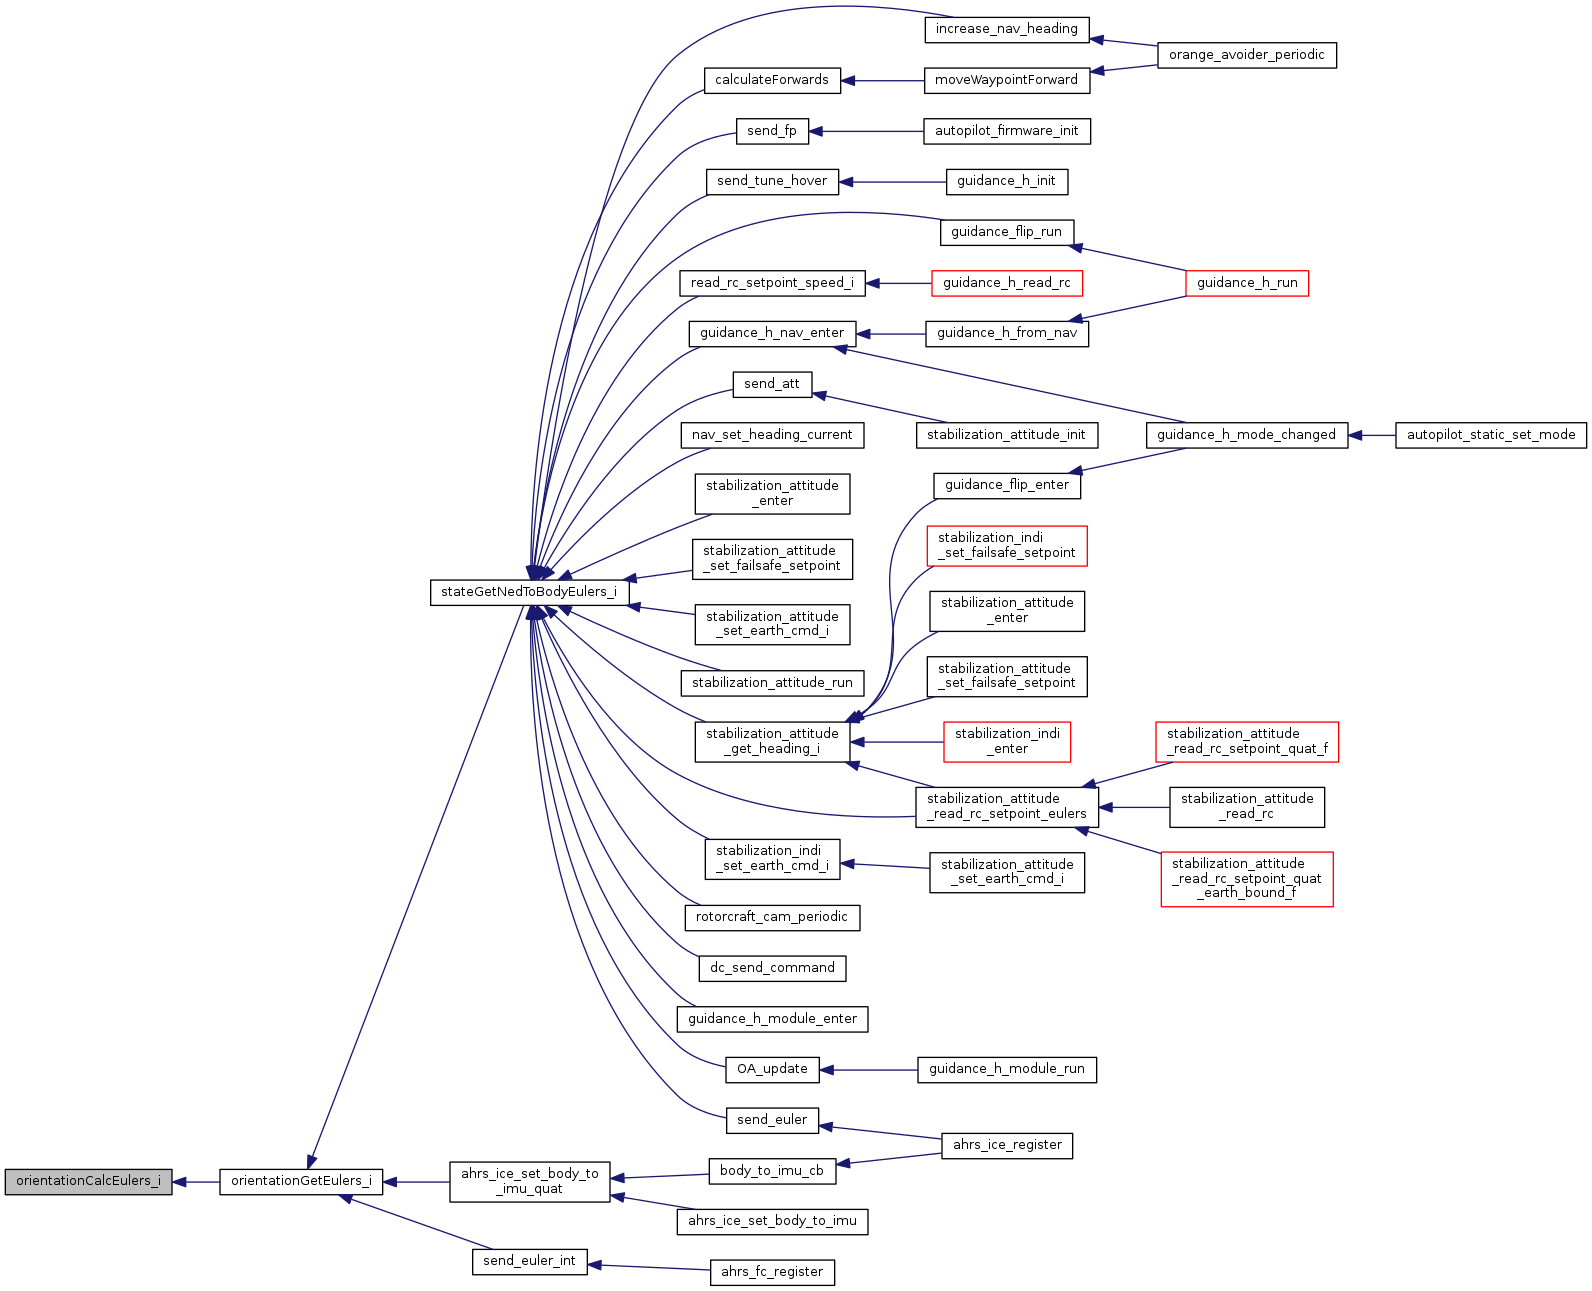 increase_nav_heading
orange_avoider_periodic
calculateForwards
moveWaypointForward
send_fp
autopilot_firmware_init
send_tune_hover
guidance_h_init
guidance_flip_run
read_rc_setpoint_speed_i
guidance_h_read_rc
guidance_h_run
guidance_h_nav_enter
guidance_h_from_nav
send_att
nav_set_heading_current
stabilization_attitude_init
guidance_h_mode_changed
autopilot_static_set_mode
stabilization_attitude
_enter
guidance_flip_enter
stabilization_attitude
_set_failsafe_setpoint
stabilization_indi
_set_failsafe_setpoint
stateGetNedToBodyEulers_i
stabilization_attitude
_set_earth_cmd_i
stabilization_attitude
_enter
stabilization_attitude_run
stabilization_attitude
_set_failsafe_setpoint
stabilization_attitude
_get_heading_i
stabilization_indi
_enter
stabilization_attitude
_read_rc_setpoint_quat_f
stabilization_attitude
_read_rc_setpoint_eulers
stabilization_attitude
_read_rc
stabilization_indi
_set_earth_cmd_i
stabilization_attitude
_set_earth_cmd_i
stabilization_attitude
_read_rc_setpoint_quat
_earth_bound_f
rotorcraft_cam_periodic
dc_send_command
guidance_h_module_enter
OA_update
guidance_h_module_run
send_euler
ahrs_ice_register
orientationCalcEulers_i
orientationGetEulers_i
ahrs_ice_set_body_to
_imu_quat
body_to_imu_cb
ahrs_ice_set_body_to_imu
send_euler_int
ahrs_fc_register